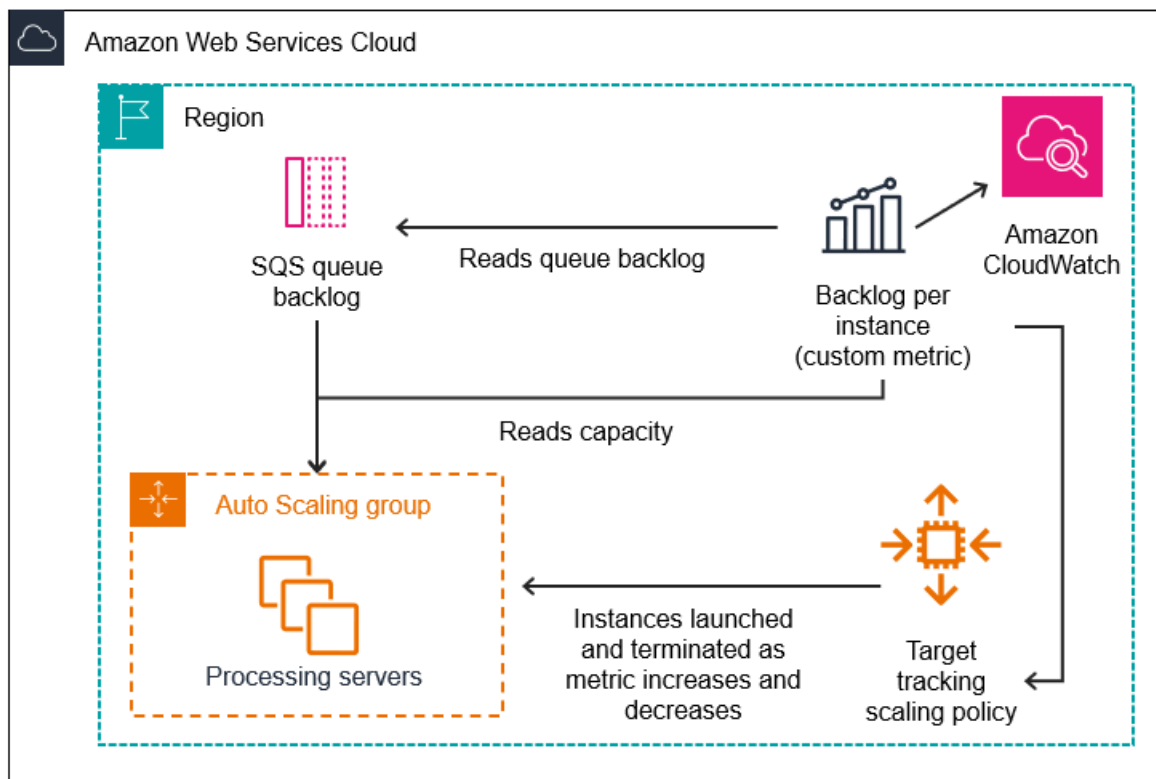 Amazon Web Services Cloud
Region
SQS queue
backlog
Reads queue backlog
Backlog per
instance
(custom metric)
Amazon
CloudWatch
Reads capacity
Auto Scaling group
Processing servers
Instances launched
and terminated as
metric increases and
decreases
Target
tracking
scaling policy